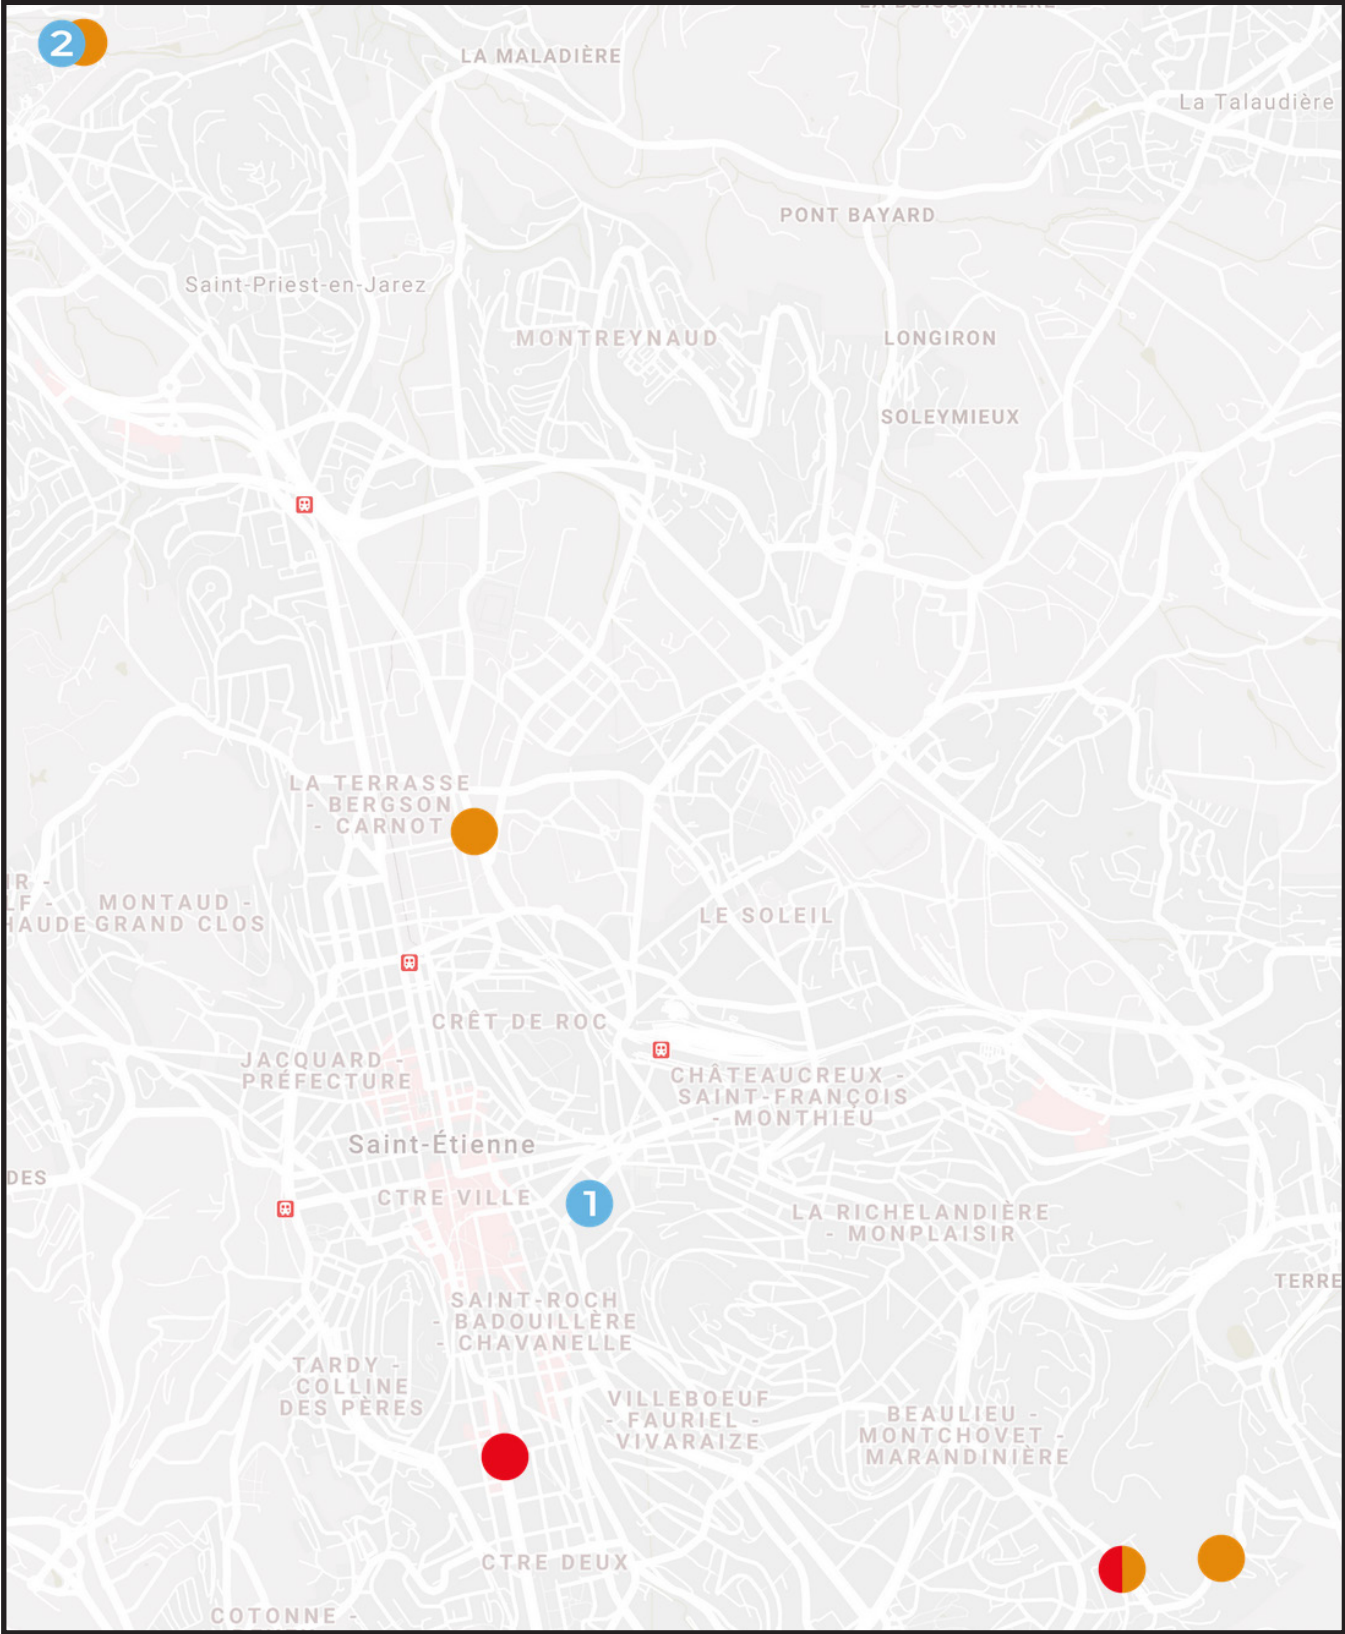 2
LA MALADIÈRE
La Talaudière
PONT BAYARD
Saint-Priest-en-Jarez
MONTREYNAUD
LONGIRON
SOLEYMIEUX
LA TERRASSE
- BERGSON
- CARNOT
HAUDE
MONTAUD -
GRAND CLOS
LE SOLEIL
CRÊT DE ROC
JACQUARD -
PRÉFECTURE
CHÂTEAUCREUX -
SAINT-FRANÇOIS
- MONTHIEU
Saint-Étienne
DES
CTRE VILLE
1
LA RICHELANDIÈRE
- MONPLAISIR
TERRE
SAINT-ROCH
- BADOUILLÈRE
- CHAVANELLE
TARDY -
COLLINE
DES PÈRES
VILLEBOEUF
- FAURIEL -
VIVARAIZE
BEAULIEU -
MONTCHOVET -
MARANDINIÈRE
CTRE DEUX
COTONNE -